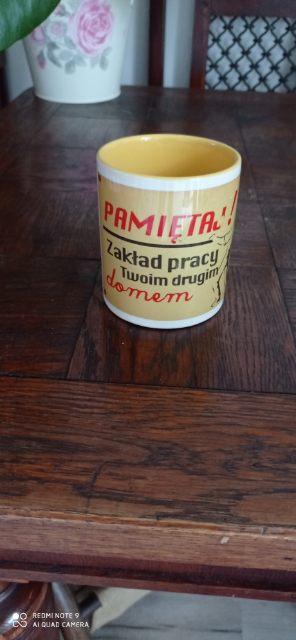 PAMIĘTAJ!
Zakład pracy
Twoim drugim
domem
REDMI NOTE 9
AI QUAD CAMERA